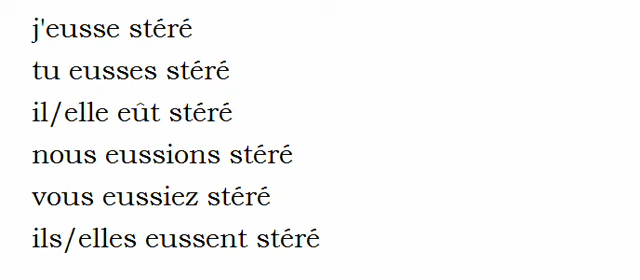 j'eusse stéré
tu eusses stéré
il/elle eût stéré
nous eussions stéré
vous eussiez stéré
ils/elles eussent stéré